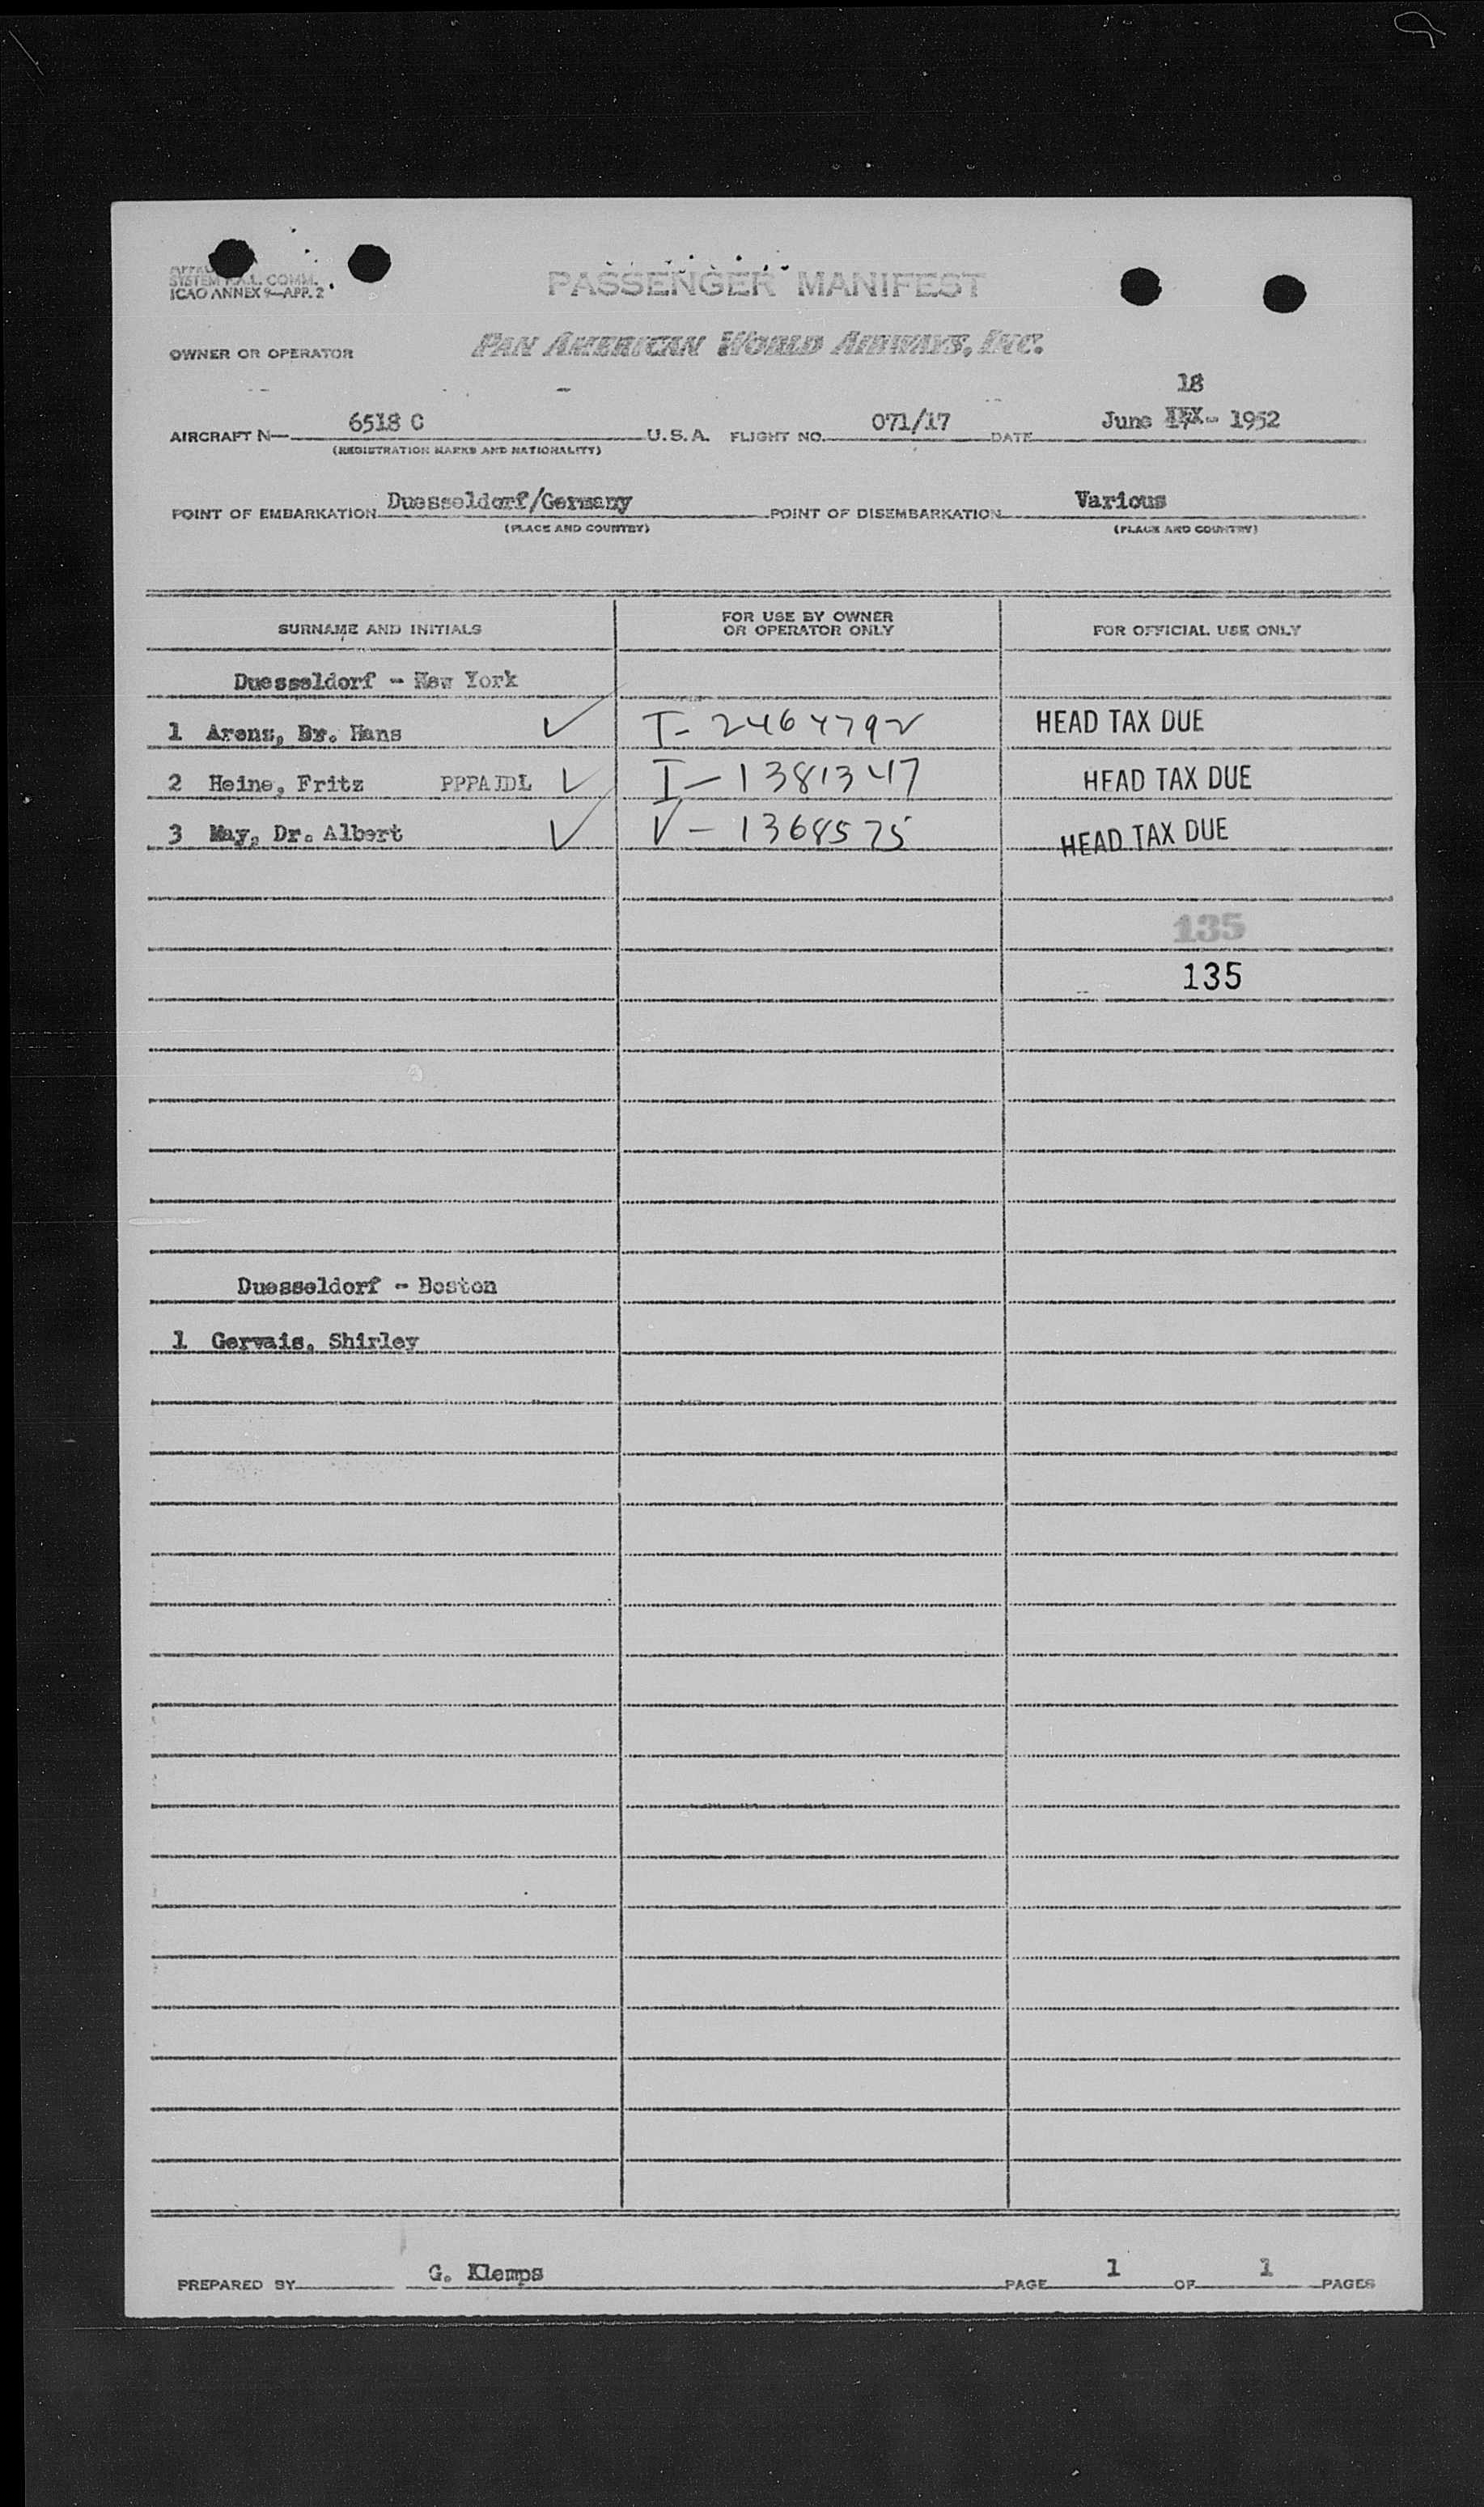 SYSTEM F.A.L. COMM.
ICAO ANNEX 9—APP. 2
PASSENGER MANIFEST
OWNER OR OPERATOR PAN AMERICAN WORLD AIRWAYS, INC.
18
AIRCRAFT N— 6518 C U.S.A. FLIGHT NO. 071/17 DATE June - 1952
(REGISTRATION MARKS AND NATIONALITY)
POINT OF EMBARKATION Duesseldorf/Germany POINT OF DISEMBARKATION Various
(PLACE AND COUNTRY) (PLACE AND COUNTRY)
FOR USE BY OWNER
SURNAME AND INITIALS OR OPERATOR ONLY FOR OFFICIAL USE ONLY
Duesseldorf - New York
1 Arens, Hans ✓ HEAD TAX DUE
2 Heine, Fritz PPPAIDL ✓ I-1381347 HEAD TAX DUE
3 May, Dr. Albert ✓ V-1368575 HEAD TAX DUE
135
135
Duesseldorf - Boston
1 Gervais, Shirley
PREPARED BY G. Klemps PAGE 1 OF 1 PAGES